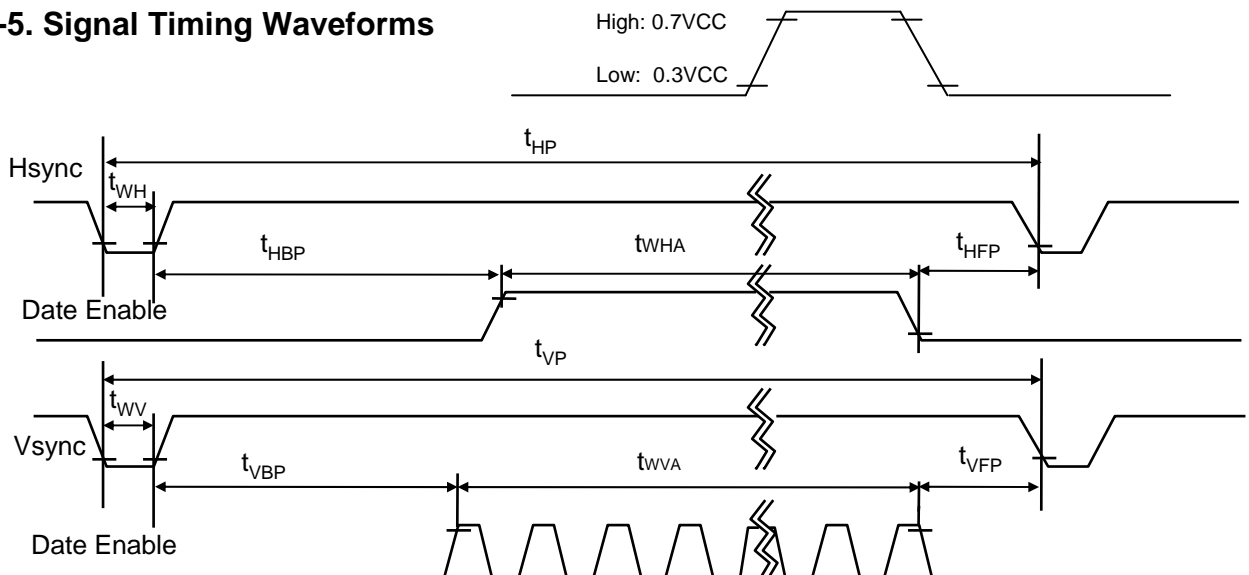 -5. Signal Timing Waveforms
High: 0.7VCC
Low: 0.3VCC
tHP
Hsync
tWH
tHBP
tWHA
tHFP
Date Enable
tVP
tWV
Vsync
tVBP
tWVA
tVFP
Date Enable